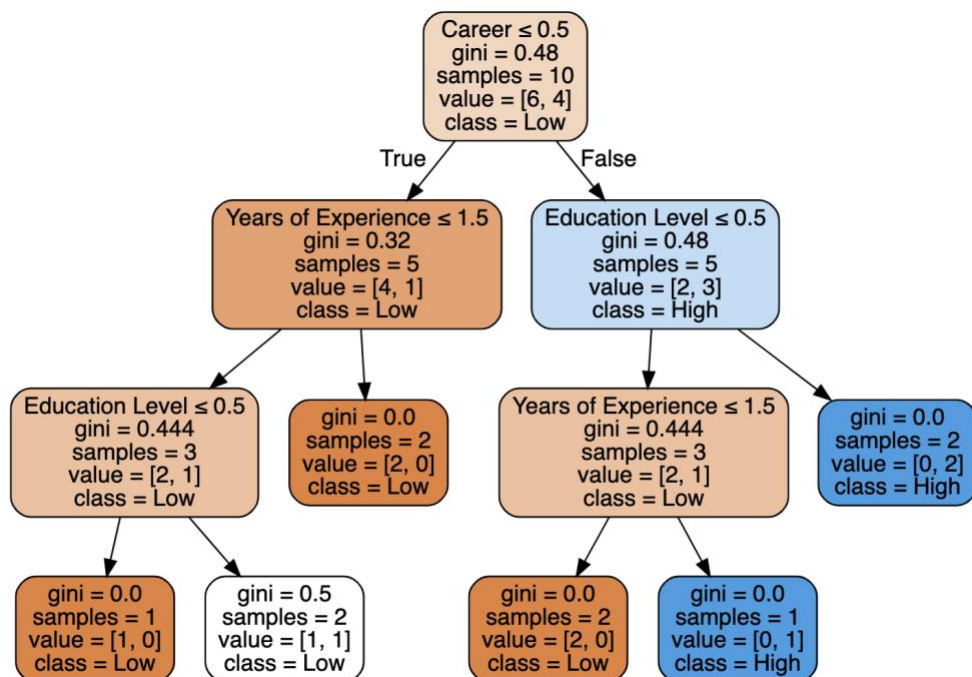 Career ≤ 0.5
gini = 0.48
samples = 10
value = [6, 4]
class = Low
True
False
Years of Experience ≤ 1.5
gini = 0.32
samples = 5
value = [4, 1]
class = Low
Education Level ≤ 0.5
gini = 0.48
samples = 5
value = [2, 3]
class = High
Education Level ≤ 0.5
gini = 0.444
samples = 3
value = [2, 1]
class = Low
gini = 0.0
samples = 2
value = [2, 0]
class = Low
Years of Experience ≤ 1.5
gini = 0.444
samples = 3
value = [2, 1]
class = Low
gini = 0.0
samples = 2
value = [0, 2]
class = High
gini = 0.0
samples = 1
value = [1, 0]
class = Low
gini = 0.5
samples = 2
value = [1, 1]
class = Low
gini = 0.0
samples = 2
value = [2, 0]
class = Low
gini = 0.0
samples = 1
value = [0, 1]
class = High